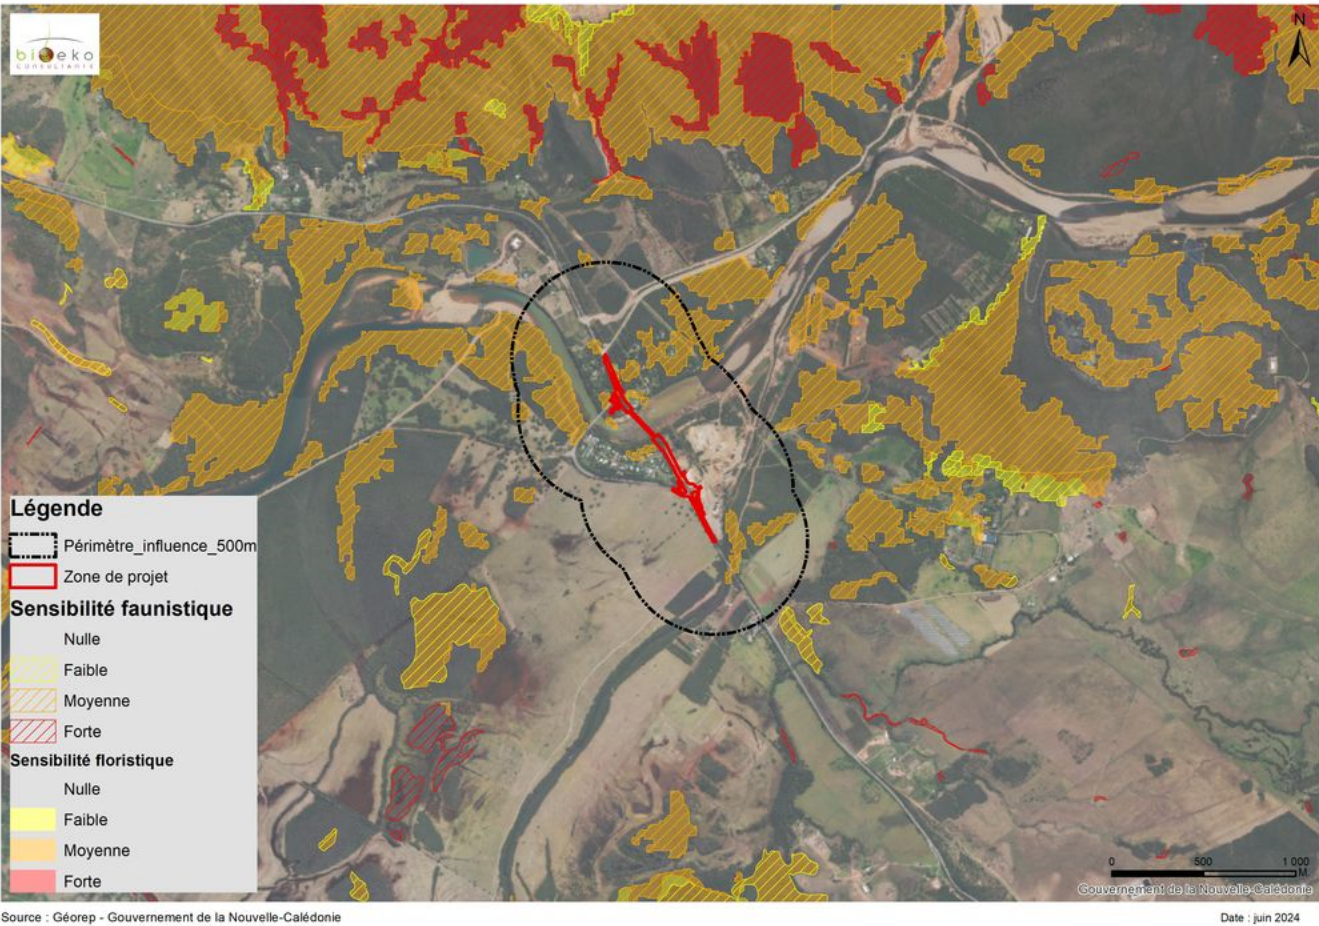 bioeko
CONSULTANTS
N
Légende
Périmètre_influence_500m
Zone de projet
Sensibilité faunistique
Nulle
Faible
Moyenne
Forte
Sensibilité floristique
Nulle
Faible
Moyenne
Forte
0 500 1 000
M
Gouvernement de la Nouvelle-Calédonie
Source : Géorep - Gouvernement de la Nouvelle-Calédonie
Date : juin 2024